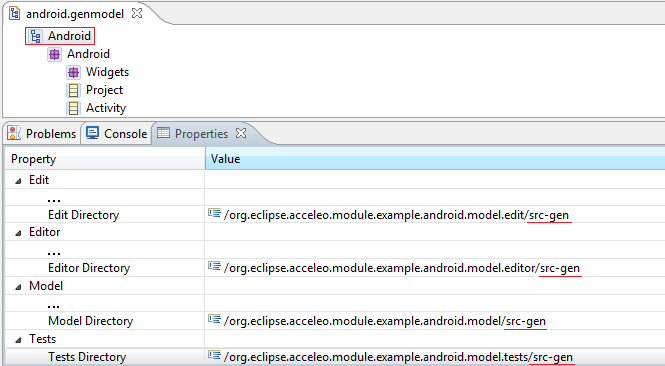 android.genmodel
Android
Android
Widgets
Project
Activity
Problems Console Properties
Property Value
Edit
...
Edit Directory /org.eclipse.acceleo.module.example.android.model.edit/src-gen
Editor
...
Editor Directory /org.eclipse.acceleo.module.example.android.model.editor/src-gen
Model
...
Model Directory /org.eclipse.acceleo.module.example.android.model/src-gen
Tests
Tests Directory /org.eclipse.acceleo.module.example.android.model.tests/src-gen